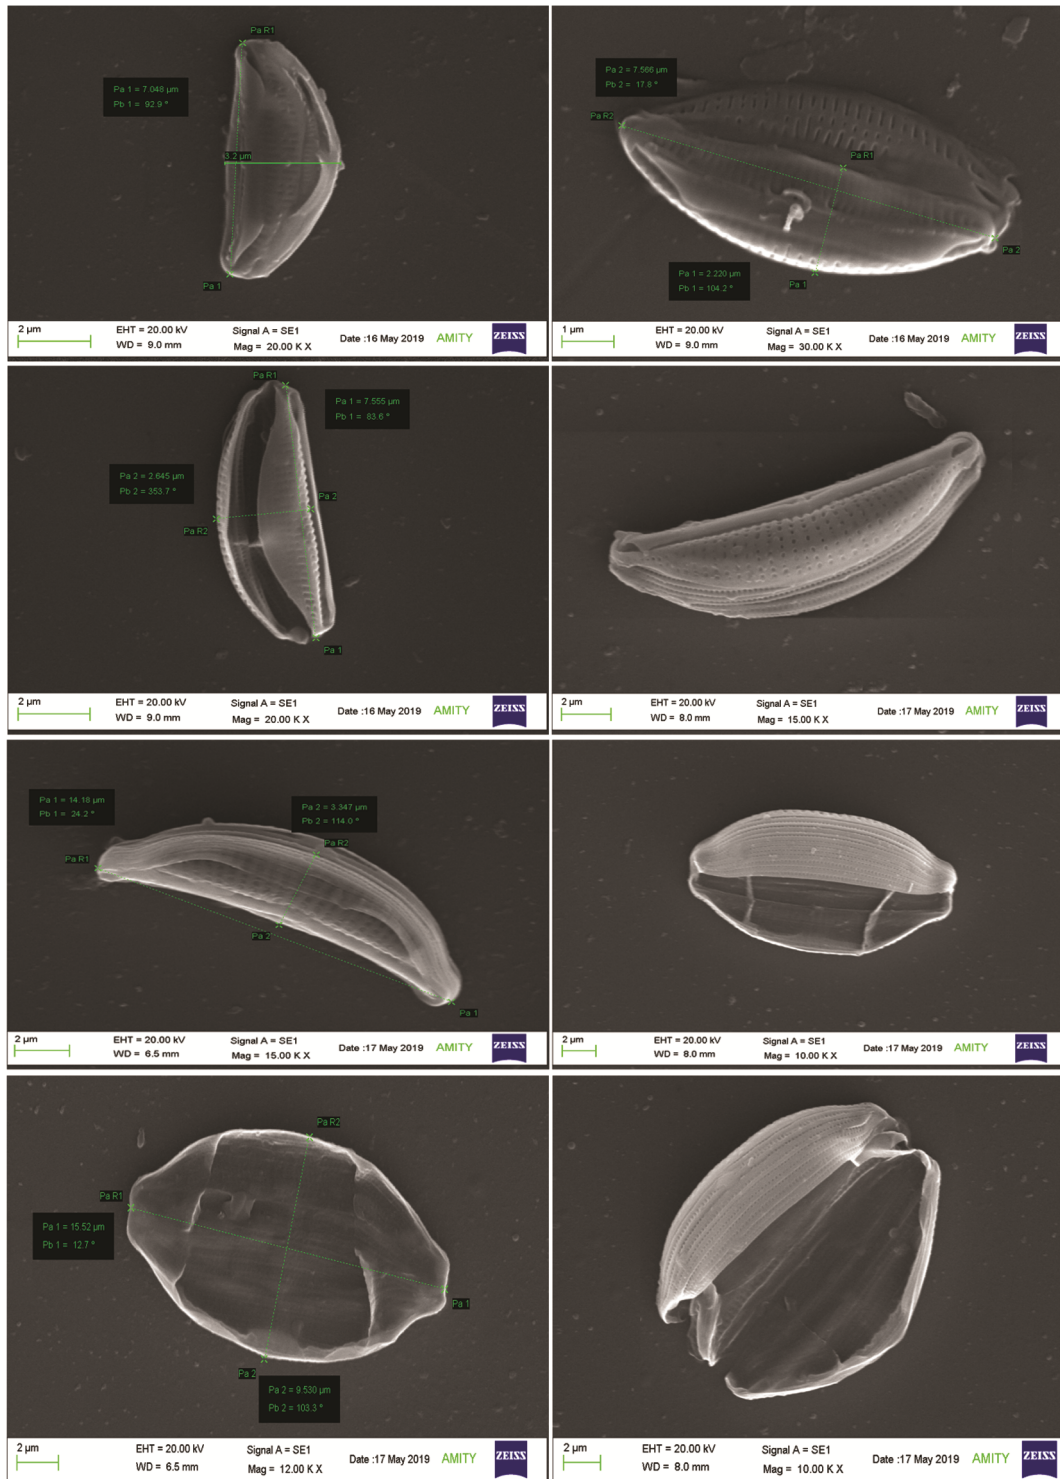 Pa R1
Pa 1 = 7.048 µm
Pb 1 = 92.9 °
3.2 µm
Pa 1
2 µm
EHT = 20.00 kV
WD = 9.0 mm
Signal A = SE1
Mag = 20.00 K X
Date :16 May 2019
AMITY
ZEISS
Pa 2 = 7.566 µm
Pb 2 = 17.8 °
Pa R2
Pa R1
Pa 2
Pa 1 = 2.220 µm
Pb 1 = 104.2 °
Pa 1
1 µm
EHT = 20.00 kV
WD = 9.0 mm
Signal A = SE1
Mag = 30.00 K X
Date :16 May 2019
AMITY
ZEISS
Pa R1
Pa 1 = 7.555 µm
Pb 1 = 83.6 °
Pa 2 = 2.645 µm
Pb 2 = 353.7 °
Pa 2
Pa R2
Pa 1
2 µm
EHT = 20.00 kV
WD = 9.0 mm
Signal A = SE1
Mag = 20.00 K X
Date :16 May 2019
AMITY
ZEISS
2 µm
EHT = 20.00 kV
WD = 8.0 mm
Signal A = SE1
Mag = 15.00 K X
Date :17 May 2019
AMITY
ZEISS
Pa 1 = 14.18 µm
Pb 1 = 24.2 °
Pa 2 = 3.347 µm
Pb 2 = 114.0 °
Pa R2
Pa R1
Pa 2
Pa 1
2 µm
EHT = 20.00 kV
WD = 6.5 mm
Signal A = SE1
Mag = 15.00 K X
Date :17 May 2019
AMITY
ZEISS
2 µm
EHT = 20.00 kV
WD = 8.0 mm
Signal A = SE1
Mag = 10.00 K X
Date :17 May 2019
AMITY
ZEISS
Pa R2
Pa R1
Pa 1 = 15.52 µm
Pb 1 = 12.7 °
Pa 1
Pa 2
Pa 2 = 9.530 µm
Pb 2 = 103.3 °
2 µm
EHT = 20.00 kV
WD = 6.5 mm
Signal A = SE1
Mag = 12.00 K X
Date :17 May 2019
AMITY
ZEISS
1 µm
EHT = 20.00 kV
WD = 8.0 mm
Signal A = SE1
Mag = 10.00 K X
Date :17 May 2019
AMITY
ZEISS